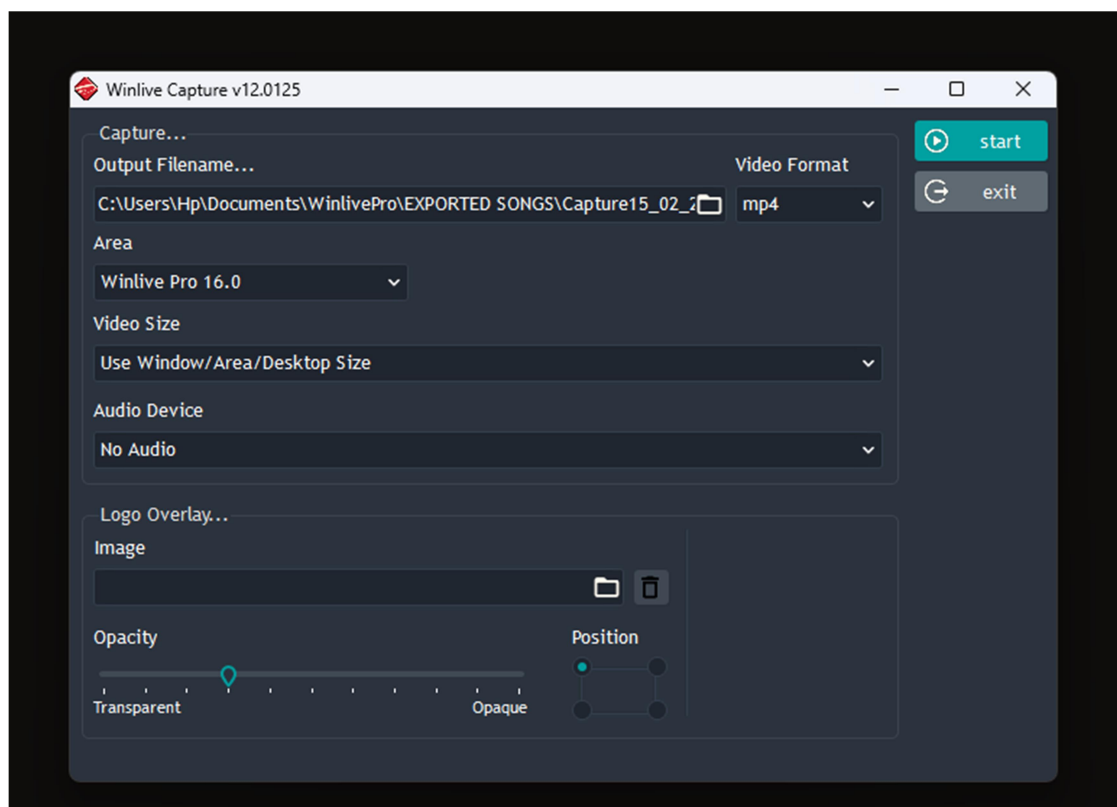 Winlive Capture v12.0125
Capture...
start
Output Filename...
Video Format
C:\Users\Hp\Documents\WinlivePro\EXPORTED SONGS\Capture15_02_2
mp4
exit
Area
Winlive Pro 16.0
Video Size
Use Window/Area/Desktop Size
Audio Device
No Audio
Logo Overlay...
Image
Opacity
Position
Transparent
Opaque